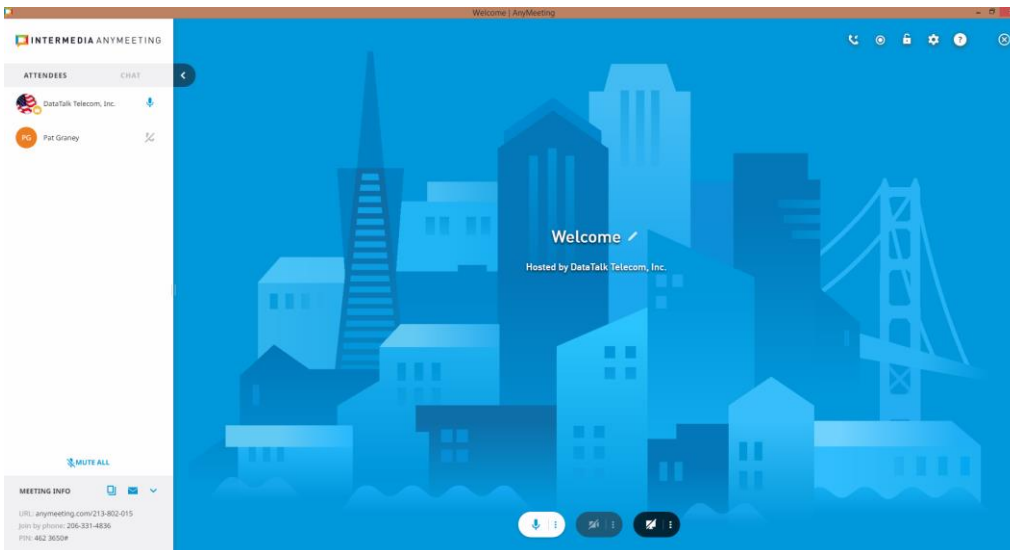 Welcome | AnyMeeting
INTERMEDIA ANYMEETING
ATTENDEES CHAT
DataTalk Telecom, Inc.
PG Pat Graney
Welcome
Hosted by DataTalk Telecom, Inc.
MUTE ALL
MEETING INFO
URL: anymeeting.com/213-802-015
Join by phone: 206-331-4836
PIN: 462 3650#